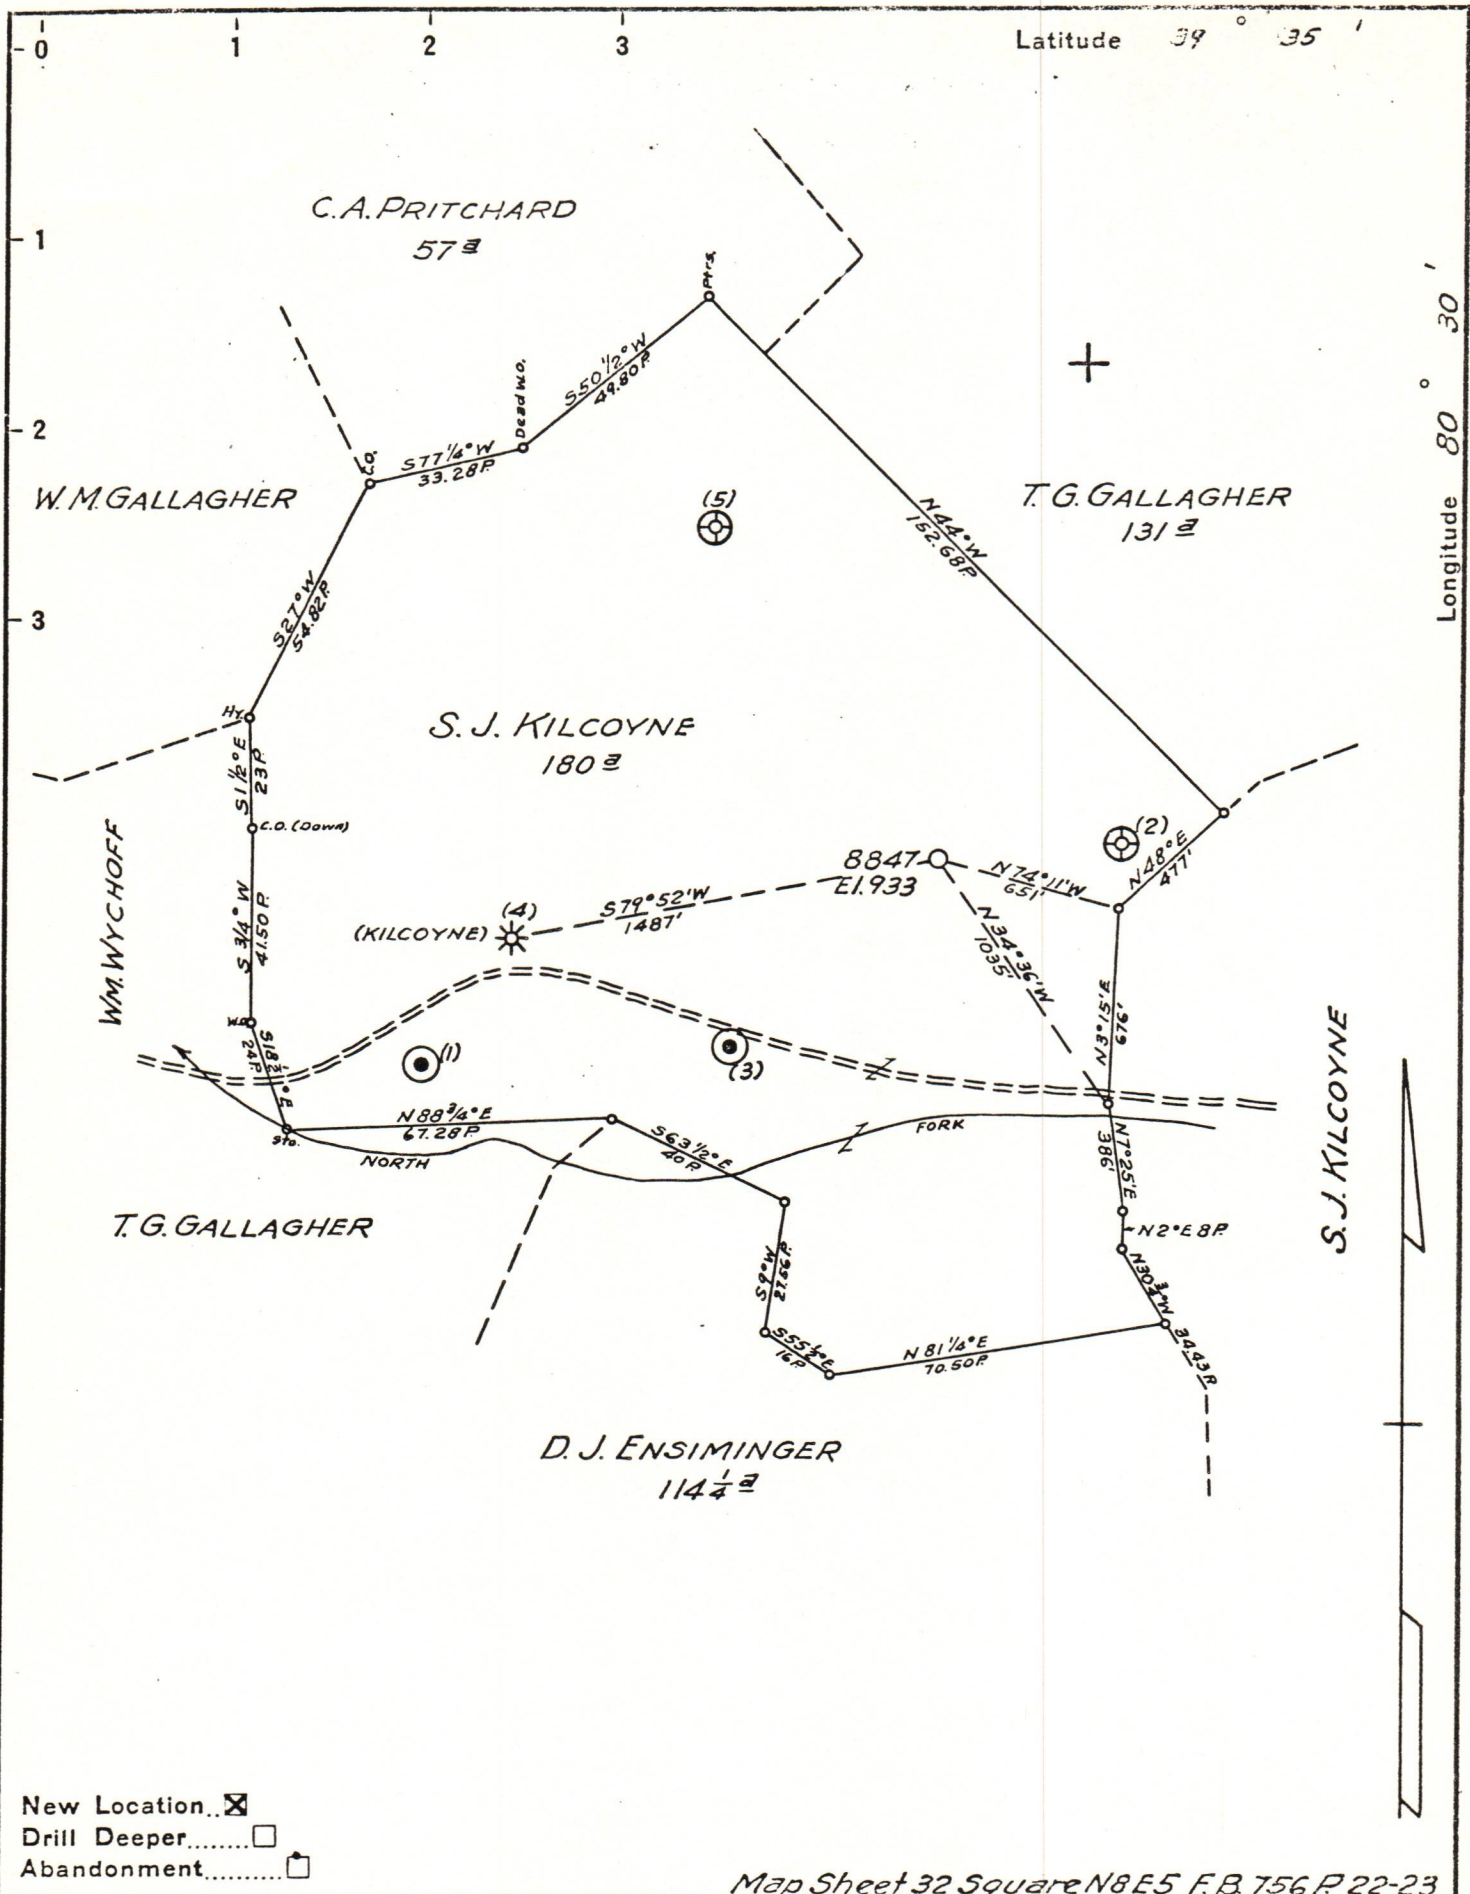 0 1 2 3
Latitude 39 ° 35 '
1
2
3
Longitude 80 ° 30 '
C.A. PRITCHARD
57 a
Ptrs.
S50 1/2° W
49.80P.
Dead W.O.
S77 1/4° W
33.28P.
C.O.
W. M. GALLAGHER
(5)
N44° W
152.68P.
T. G. GALLAGHER
131 a
S27° W
54.82P.
HY.
S. J. KILCOYNE
180 a
S1 1/2° E
23P.
C.O. (Down)
(2)
N48° E
477'
8847
El. 933
N74°11'W
651'
S79°52'W
1487'
(4)
(KILCOYNE)
WM. WYCHOFF
S 3/4° W
41.50P.
N34°36'W
1035'
N3°15'E
676'
W.O.
S18 1/2° E
24P.
(1)
(3)
S. J. KILCOYNE
N88 3/4° E
67.28P.
Sto.
NORTH
FORK
S63 1/2° E
40P.
N7°25'E
386'
T. G. GALLAGHER
N2° E 8P.
S9° W
27.56P.
N30 3/4° W
34.43P.
S55 1/2° E
16P.
N 81 1/4° E
70.50P.
D. J. ENSIMINGER
114 1/4 a
New Location..
Drill Deeper.......
Abandonment..........
Map Sheet 32 Square N8E5 F.B. 756 P. 22-23